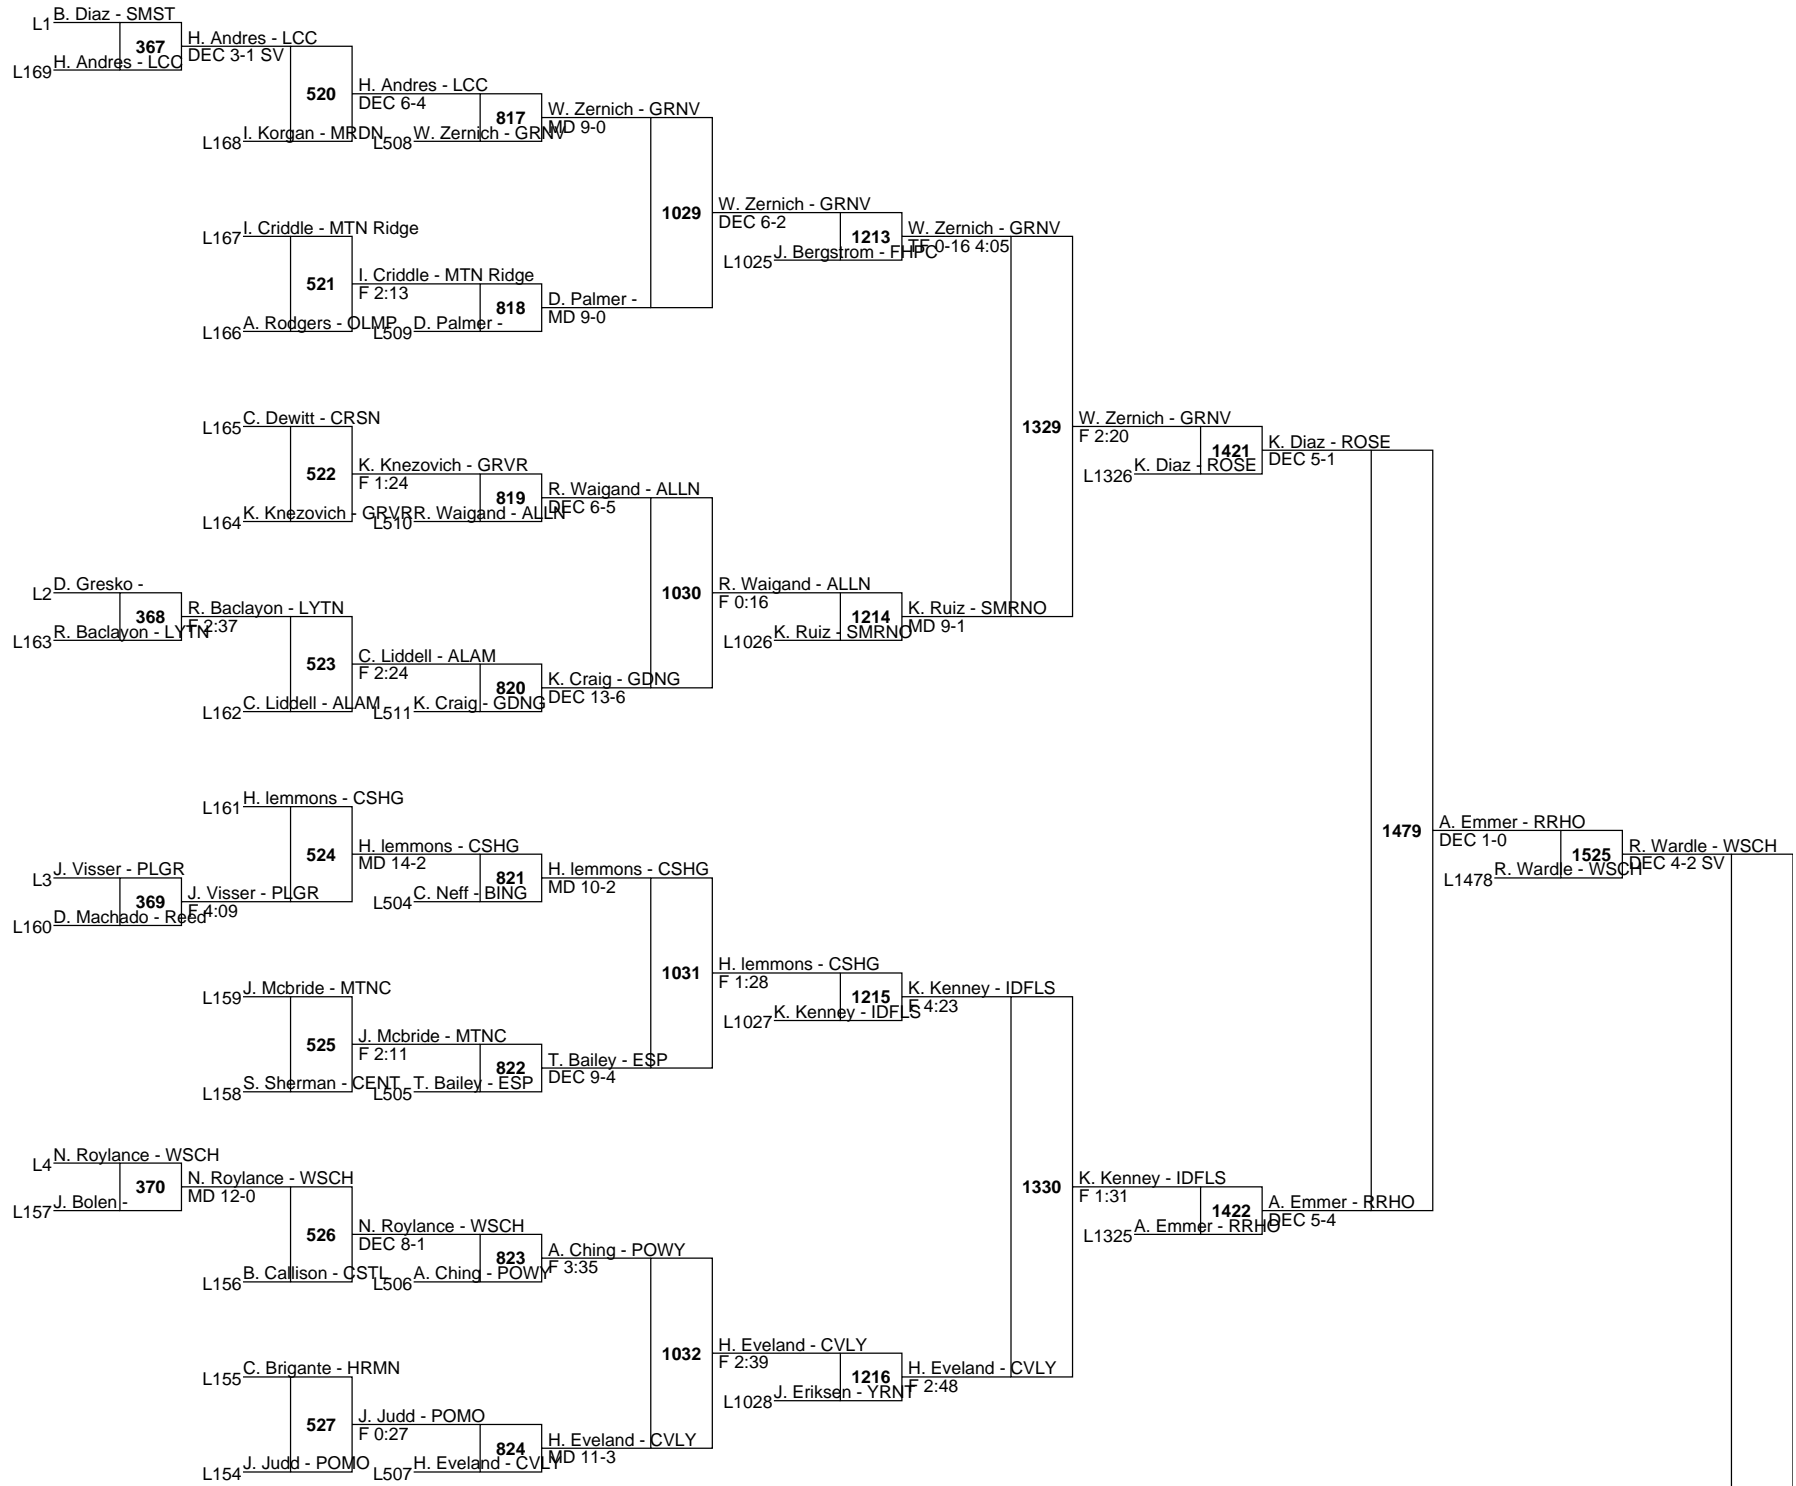 B. Diaz - SMST
L1
367
H. Andres - LCC
DEC 3-1 SV
H. Andres - LCC
L169
520
H. Andres - LCC
DEC 6-4
I. Korgan - MRDN
L168
817
W. Zernich - GRNV
MD 9-0
W. Zernich - GRNV
L508
I. Criddle - MTN Ridge
L167
521
I. Criddle - MTN Ridge
F 2:13
A. Rodgers - OLMP
L166
818
D. Palmer -
MD 9-0
D. Palmer -
L509
1029
W. Zernich - GRNV
DEC 6-2
1213
W. Zernich - GRNV
TF 0-16 4:05
J. Bergstrom - FHPC
L1025
C. Dewitt - CRSN
L165
522
K. Knezovich - GRVR
F 1:24
K. Knezovich - GRVR
L164
819
R. Waigand - ALLN
DEC 6-5
R. Waigand - ALLN
L510
D. Gresko -
L2
368
R. Baclayon - LYTN
F 2:37
R. Baclayon - LYTN
L163
523
C. Liddell - ALAM
F 2:24
C. Liddell - ALAM
L162
820
K. Craig - GDNG
DEC 13-6
K. Craig - GDNG
L511
1030
R. Waigand - ALLN
F 0:16
1214
K. Ruiz - SMRNO
MD 9-1
K. Ruiz - SMRNO
L1026
1329
W. Zernich - GRNV
F 2:20
1421
K. Diaz - ROSE
DEC 5-1
K. Diaz - ROSE
L1326
H. lemmons - CSHG
L161
524
H. lemmons - CSHG
MD 14-2
J. Visser - PLGR
L3
369
J. Visser - PLGR
F 4:09
D. Machado - Reed
L160
821
H. lemmons - CSHG
MD 10-2
C. Neff - BING
L504
J. Mcbride - MTNC
L159
525
J. Mcbride - MTNC
F 2:11
S. Sherman - CENT
L158
822
T. Bailey - ESP
DEC 9-4
T. Bailey - ESP
L505
1031
H. lemmons - CSHG
F 1:28
1215
K. Kenney - IDFLS
F 4:23
K. Kenney - IDFLS
L1027
N. Roylance - WSCH
L4
370
N. Roylance - WSCH
MD 12-0
J. Bolen -
L157
526
N. Roylance - WSCH
DEC 8-1
B. Callison - CSTL
L156
823
A. Ching - POWY
F 3:35
A. Ching - POWY
L506
C. Brigante - HRMN
L155
527
J. Judd - POMO
F 0:27
J. Judd - POMO
L154
824
H. Eveland - CVLY
MD 11-3
H. Eveland - CVLY
L507
1032
H. Eveland - CVLY
F 2:39
1216
H. Eveland - CVLY
F 2:48
J. Eriksen - YRNT
L1028
1330
K. Kenney - IDFLS
F 1:31
1422
A. Emmer - RRHO
DEC 5-4
A. Emmer - RRHO
L1325
1479
A. Emmer - RRHO
DEC 1-0
1525
R. Wardle - WSCH
DEC 4-2 SV
R. Wardle - WSCH
L1478